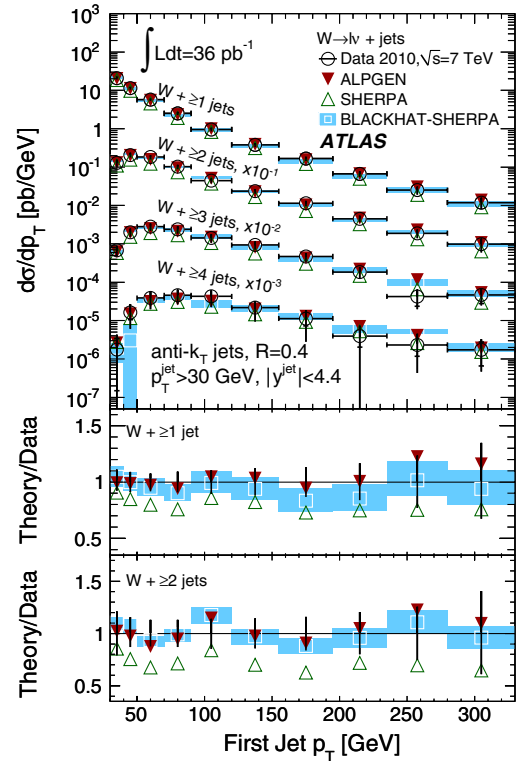 ∫Ldt=36 pb⁻¹
W→lν + jets
Data 2010,√s=7 TeV
ALPGEN
SHERPA
BLACKHAT-SHERPA
ATLAS
W + ≥1 jets
W + ≥2 jets, x10⁻¹
W + ≥3 jets, x10⁻²
W + ≥4 jets, x10⁻³
anti-k_T jets, R=0.4
p_T^jet>30 GeV, |y^jet|<4.4
dσ/dp_T [pb/GeV]
10³
10²
10
1
10⁻¹
10⁻²
10⁻³
10⁻⁴
10⁻⁵
10⁻⁶
10⁻⁷
W + ≥1 jet
Theory/Data
1.5
1
0.5
W + ≥2 jets
Theory/Data
1.5
1
0.5
50 100 150 200 250 300
First Jet p_T [GeV]